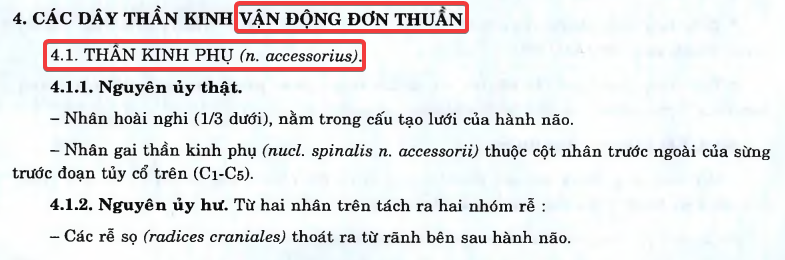 4. CÁC DÂY THẦN KINH VẬN ĐỘNG ĐƠN THUẦN
4.1. THẦN KINH PHỤ (n. accessorius).
4.1.1. Nguyên ủy thật.
– Nhân hoài nghi (1/3 dưới), nằm trong cấu tạo lưới của hành não.
– Nhân gai thần kinh phụ (nucl. spinalis n. accessorii) thuộc cột nhân trước ngoài của sừng
trước đoạn tủy cổ trên (C1-C5).
4.1.2. Nguyên ủy hư. Từ hai nhân trên tách ra hai nhóm rễ :
– Các rễ sọ (radices craniales) thoát ra từ rãnh bên sau hành não.